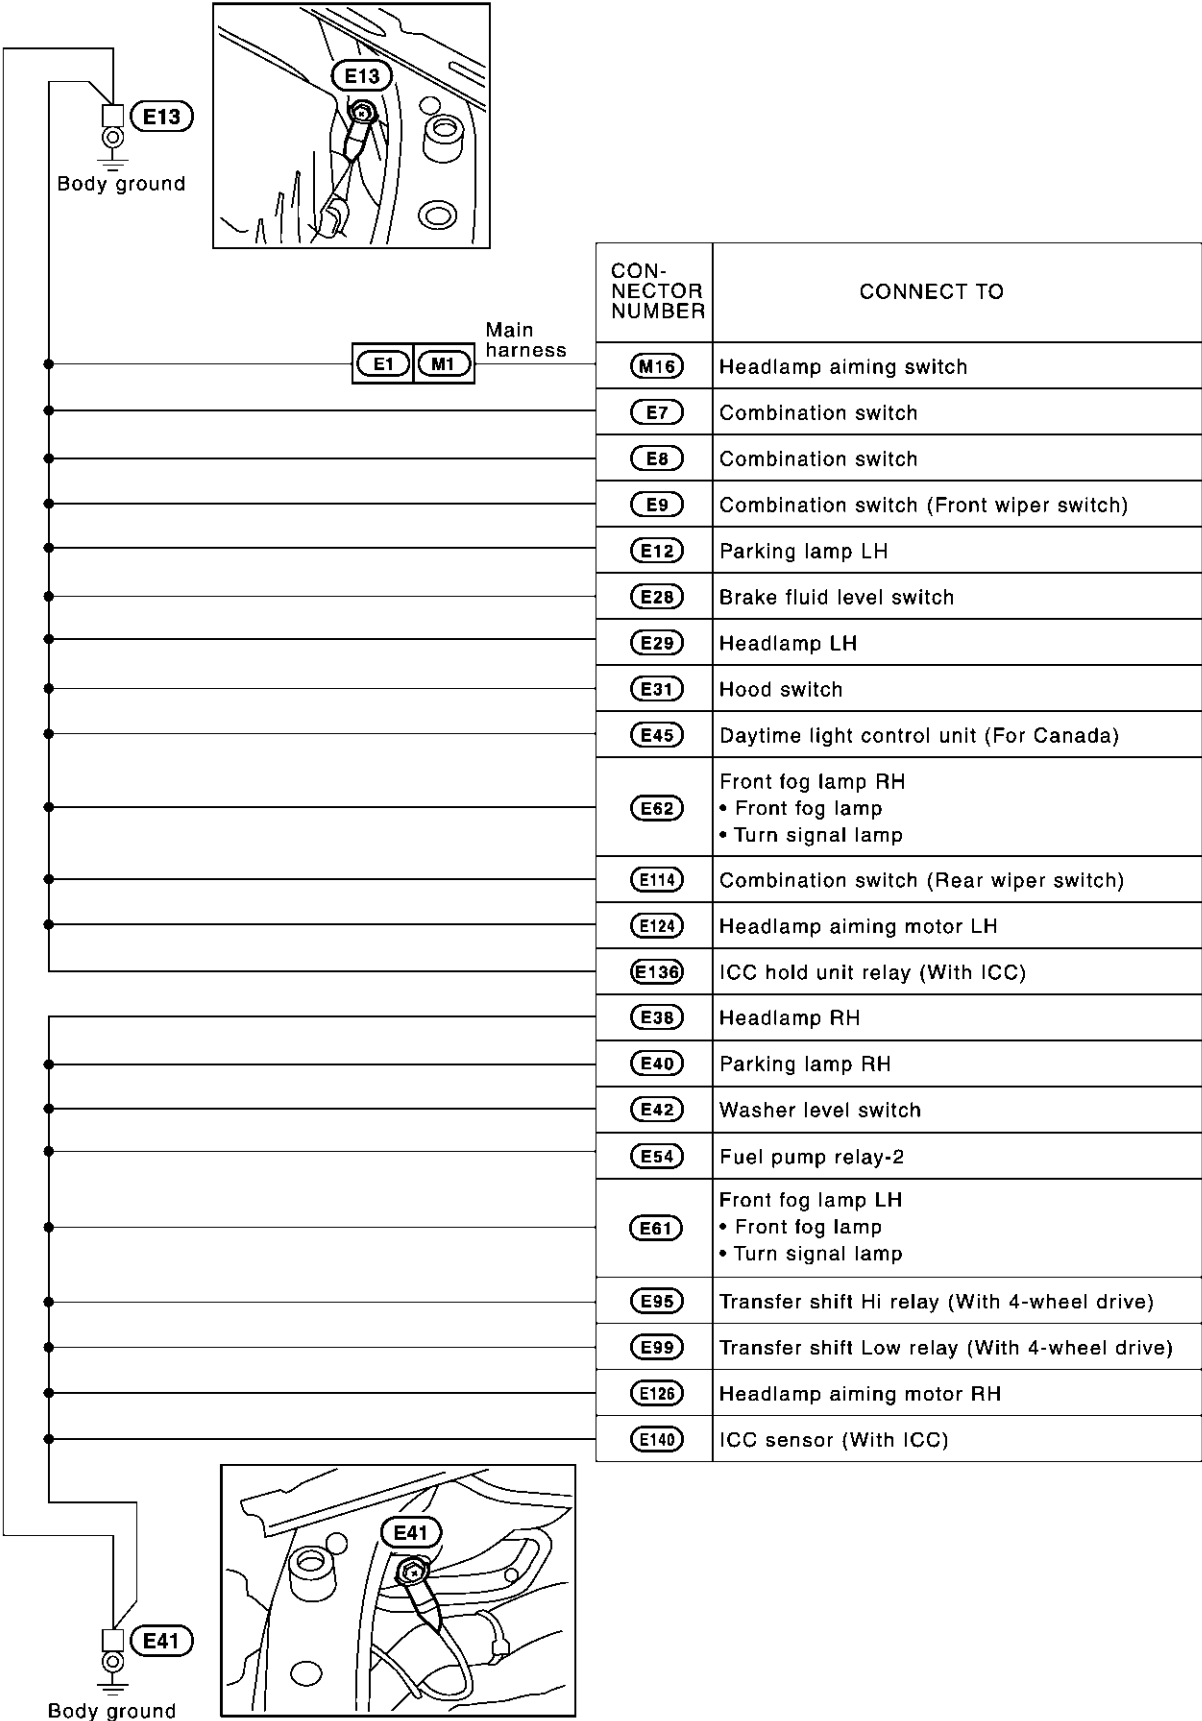 E13
E13
Body ground
CON-
NECTOR
NUMBER
CONNECT TO
Main
harness
E1 M1
M16 Headlamp aiming switch
E7 Combination switch
E8 Combination switch
E9 Combination switch (Front wiper switch)
E12 Parking lamp LH
E28 Brake fluid level switch
E29 Headlamp LH
E31 Hood switch
E45 Daytime light control unit (For Canada)
E62
Front fog lamp RH
• Front fog lamp
• Turn signal lamp
E114 Combination switch (Rear wiper switch)
E124 Headlamp aiming motor LH
E136 ICC hold unit relay (With ICC)
E38 Headlamp RH
E40 Parking lamp RH
E42 Washer level switch
E54 Fuel pump relay-2
E61
Front fog lamp LH
• Front fog lamp
• Turn signal lamp
E95 Transfer shift Hi relay (With 4-wheel drive)
E99 Transfer shift Low relay (With 4-wheel drive)
E126 Headlamp aiming motor RH
E140 ICC sensor (With ICC)
E41
E41
Body ground